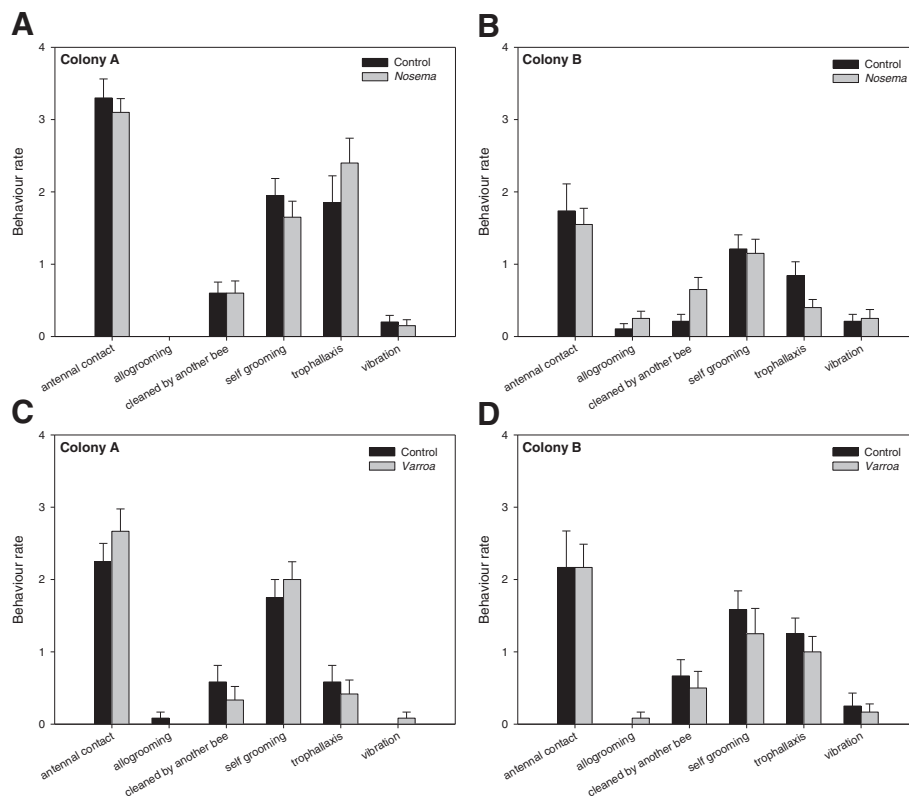 A
Colony A
Control
Nosema
Behaviour rate
4
3
2
1
0
antennal contact
allogrooming
cleaned by another bee
self grooming
trophallaxis
vibration
B
Colony B
Control
Nosema
Behaviour rate
4
3
2
1
0
antennal contact
allogrooming
cleaned by another bee
self grooming
trophallaxis
vibration
C
Colony A
Control
Varroa
Behaviour rate
4
3
2
1
0
antennal contact
allogrooming
cleaned by another bee
self grooming
trophallaxis
vibration
D
Colony B
Control
Varroa
Behaviour rate
4
3
2
1
0
antennal contact
allogrooming
cleaned by another bee
self grooming
trophallaxis
vibration